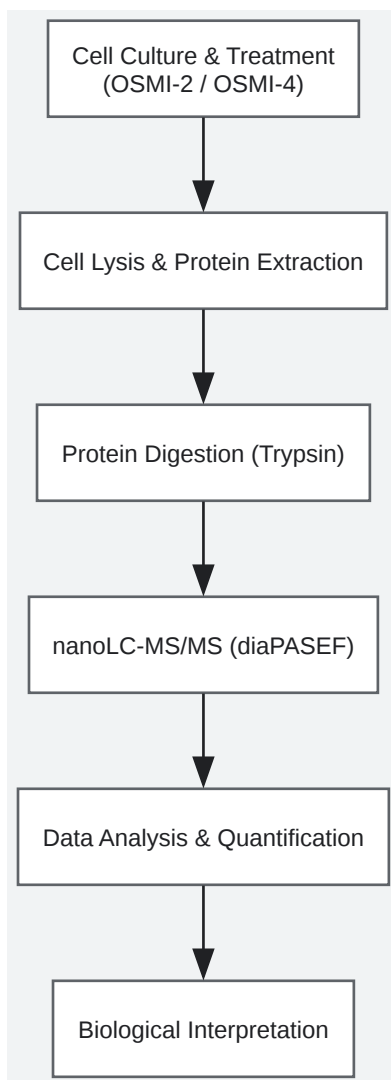 Cell Culture & Treatment
(OSMI-2 / OSMI-4)
Cell Lysis & Protein Extraction
Protein Digestion (Trypsin)
nanoLC-MS/MS (diaPASEF)
Data Analysis & Quantification
Biological Interpretation